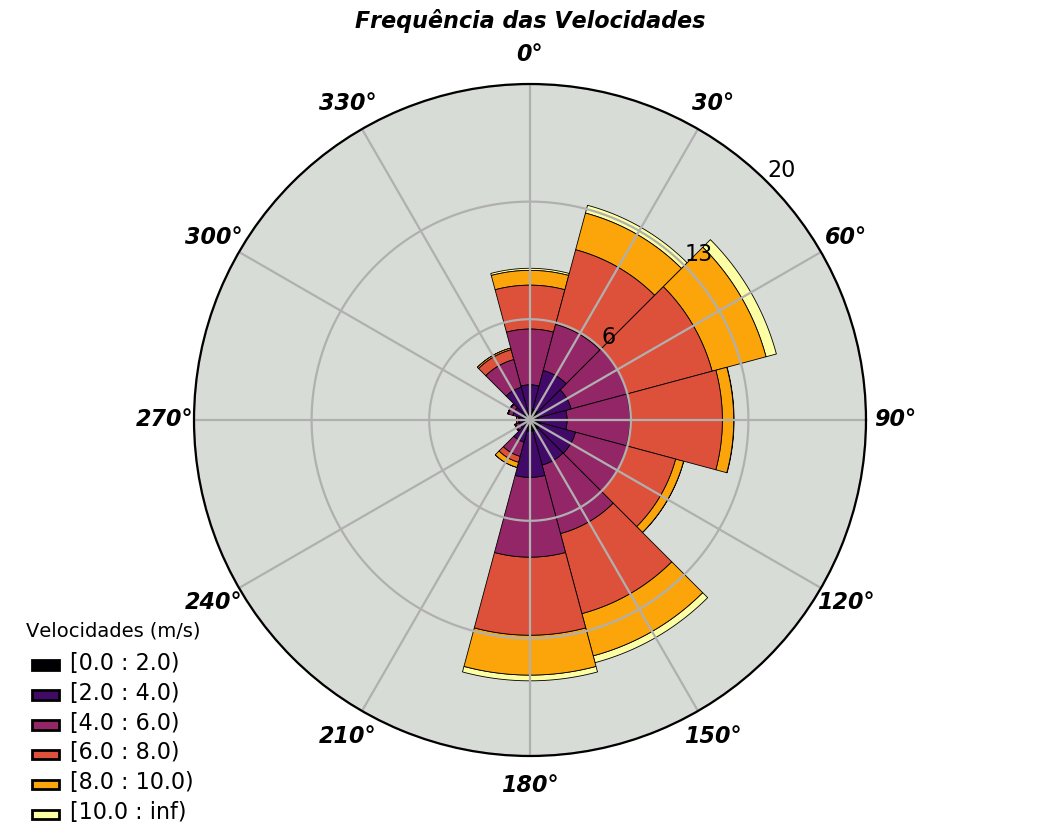 Frequência das Velocidades
0°
330°
30°
20
300°
60°
13
6
270°
90°
240°
120°
210°
150°
180°
Velocidades (m/s)
[0.0 : 2.0)
[2.0 : 4.0)
[4.0 : 6.0)
[6.0 : 8.0)
[8.0 : 10.0)
[10.0 : inf)